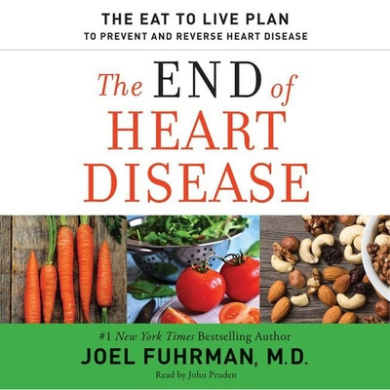 THE EAT TO LIVE PLAN
TO PREVENT AND REVERSE HEART DISEASE
The END of
HEART
DISEASE
#1 New York Times Bestselling Author
JOEL FUHRMAN, M.D.
Read by John Pruden